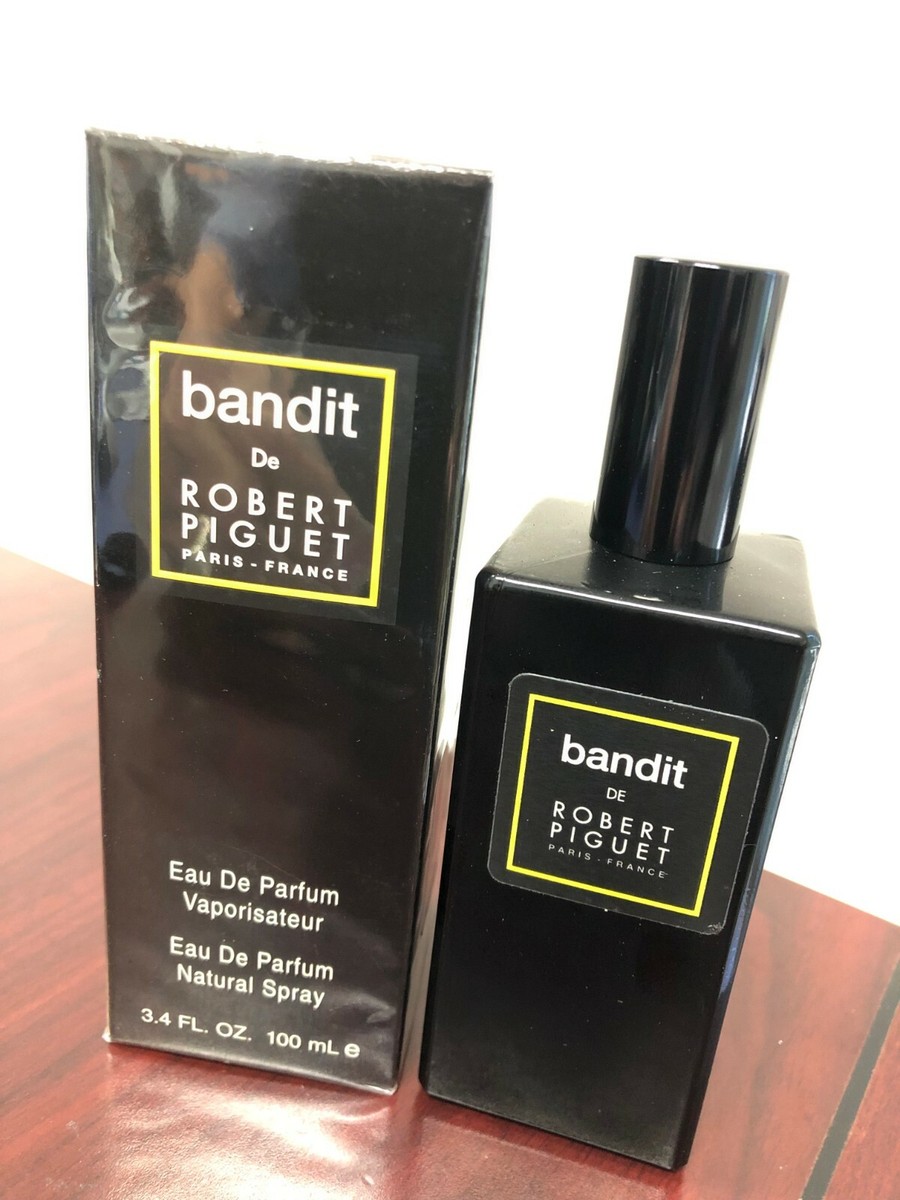 bandit
De
ROBERT
PIGUET
PARIS - FRANCE
Eau De Parfum
Vaporisateur
Eau De Parfum
Natural Spray
3.4 FL. OZ. 100 mL ℮
bandit
DE
ROBERT
PIGUET
PARIS - FRANCE